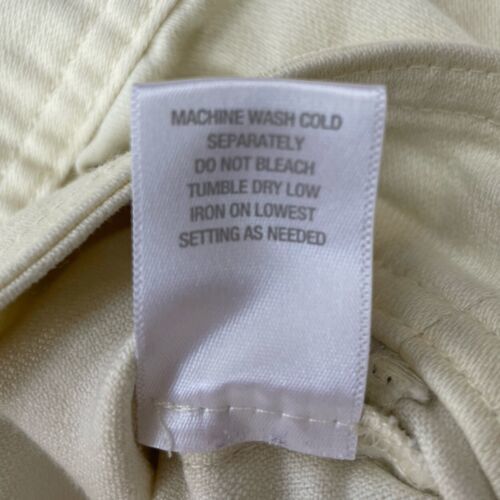 MACHINE WASH COLD
SEPARATELY
DO NOT BLEACH
TUMBLE DRY LOW
IRON ON LOWEST
SETTING AS NEEDED